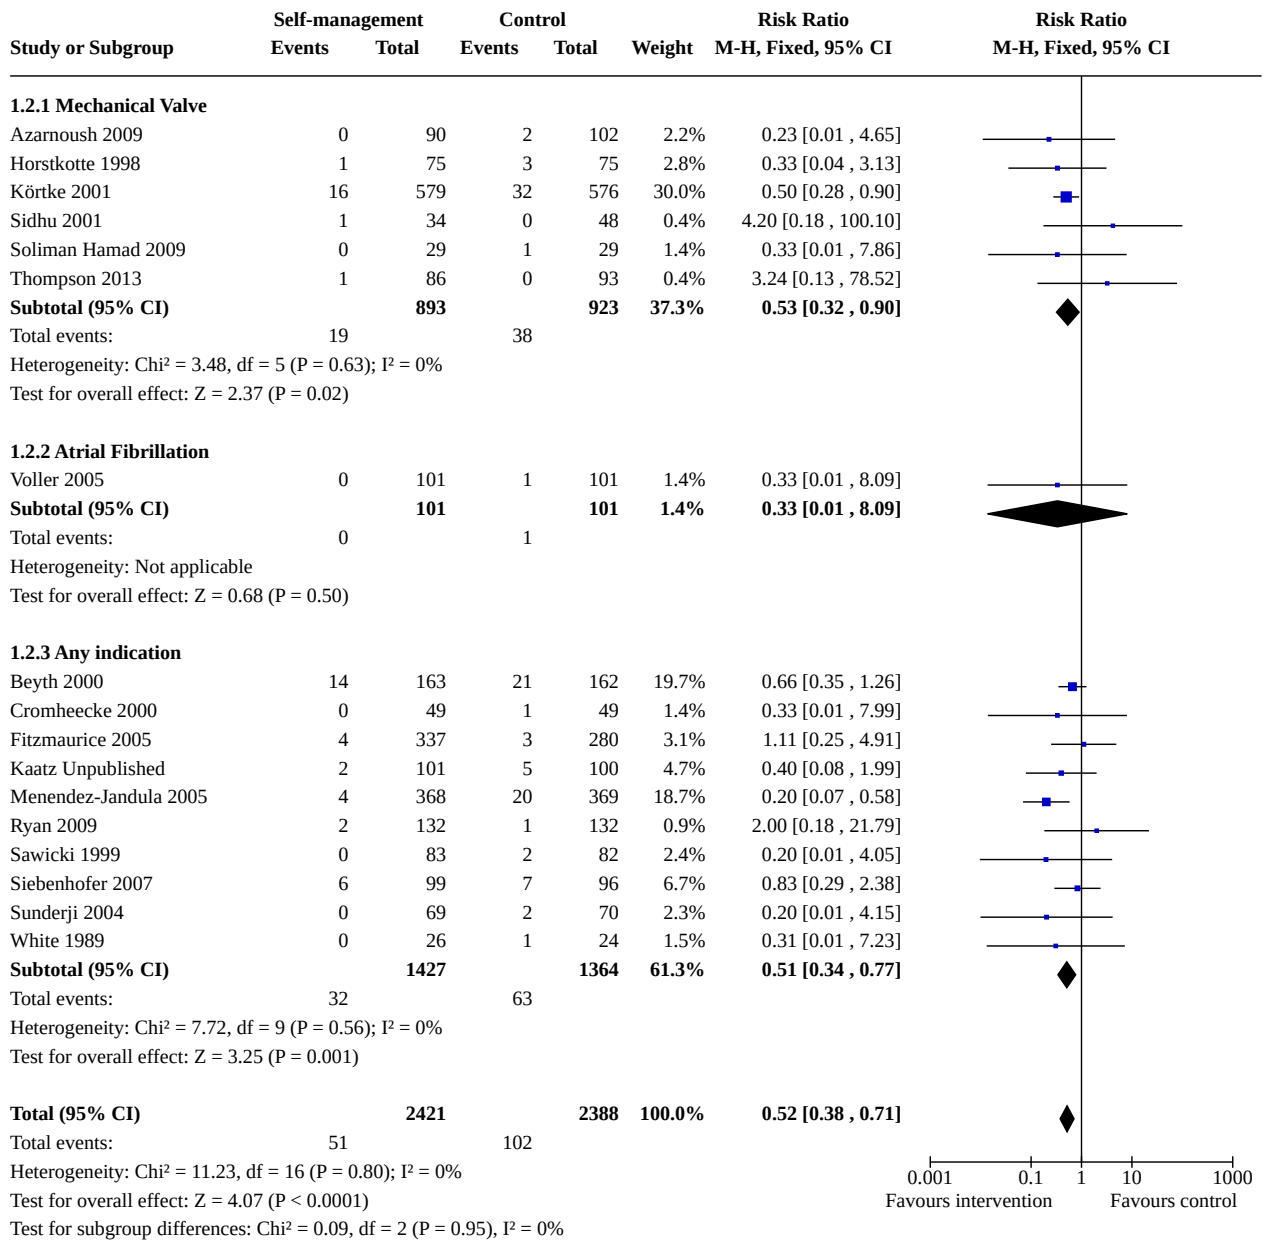 Self-management Control Risk Ratio Risk Ratio
Study or Subgroup Events Total Events Total Weight M-H, Fixed, 95% CI M-H, Fixed, 95% CI
1.2.1 Mechanical Valve
Azarnoush 2009 0 90 2 102 2.2% 0.23 [0.01 , 4.65]
Horstkotte 1998 1 75 3 75 2.8% 0.33 [0.04 , 3.13]
Körtke 2001 16 579 32 576 30.0% 0.50 [0.28 , 0.90]
Sidhu 2001 1 34 0 48 0.4% 4.20 [0.18 , 100.10]
Soliman Hamad 2009 0 29 1 29 1.4% 0.33 [0.01 , 7.86]
Thompson 2013 1 86 0 93 0.4% 3.24 [0.13 , 78.52]
Subtotal (95% CI) 893 923 37.3% 0.53 [0.32 , 0.90]
Total events: 19 38
Heterogeneity: Chi² = 3.48, df = 5 (P = 0.63); I² = 0%
Test for overall effect: Z = 2.37 (P = 0.02)
1.2.2 Atrial Fibrillation
Voller 2005 0 101 1 101 1.4% 0.33 [0.01 , 8.09]
Subtotal (95% CI) 101 101 1.4% 0.33 [0.01 , 8.09]
Total events: 0 1
Heterogeneity: Not applicable
Test for overall effect: Z = 0.68 (P = 0.50)
1.2.3 Any indication
Beyth 2000 14 163 21 162 19.7% 0.66 [0.35 , 1.26]
Cromheecke 2000 0 49 1 49 1.4% 0.33 [0.01 , 7.99]
Fitzmaurice 2005 4 337 3 280 3.1% 1.11 [0.25 , 4.91]
Kaatz Unpublished 2 101 5 100 4.7% 0.40 [0.08 , 1.99]
Menendez-Jandula 2005 4 368 20 369 18.7% 0.20 [0.07 , 0.58]
Ryan 2009 2 132 1 132 0.9% 2.00 [0.18 , 21.79]
Sawicki 1999 0 83 2 82 2.4% 0.20 [0.01 , 4.05]
Siebenhofer 2007 6 99 7 96 6.7% 0.83 [0.29 , 2.38]
Sunderji 2004 0 69 2 70 2.3% 0.20 [0.01 , 4.15]
White 1989 0 26 1 24 1.5% 0.31 [0.01 , 7.23]
Subtotal (95% CI) 1427 1364 61.3% 0.51 [0.34 , 0.77]
Total events: 32 63
Heterogeneity: Chi² = 7.72, df = 9 (P = 0.56); I² = 0%
Test for overall effect: Z = 3.25 (P = 0.001)
Total (95% CI) 2421 2388 100.0% 0.52 [0.38 , 0.71]
Total events: 51 102
Heterogeneity: Chi² = 11.23, df = 16 (P = 0.80); I² = 0%
0.001 0.1 1 10 1000
Test for overall effect: Z = 4.07 (P < 0.0001)
Favours intervention Favours control
Test for subgroup differences: Chi² = 0.09, df = 2 (P = 0.95), I² = 0%